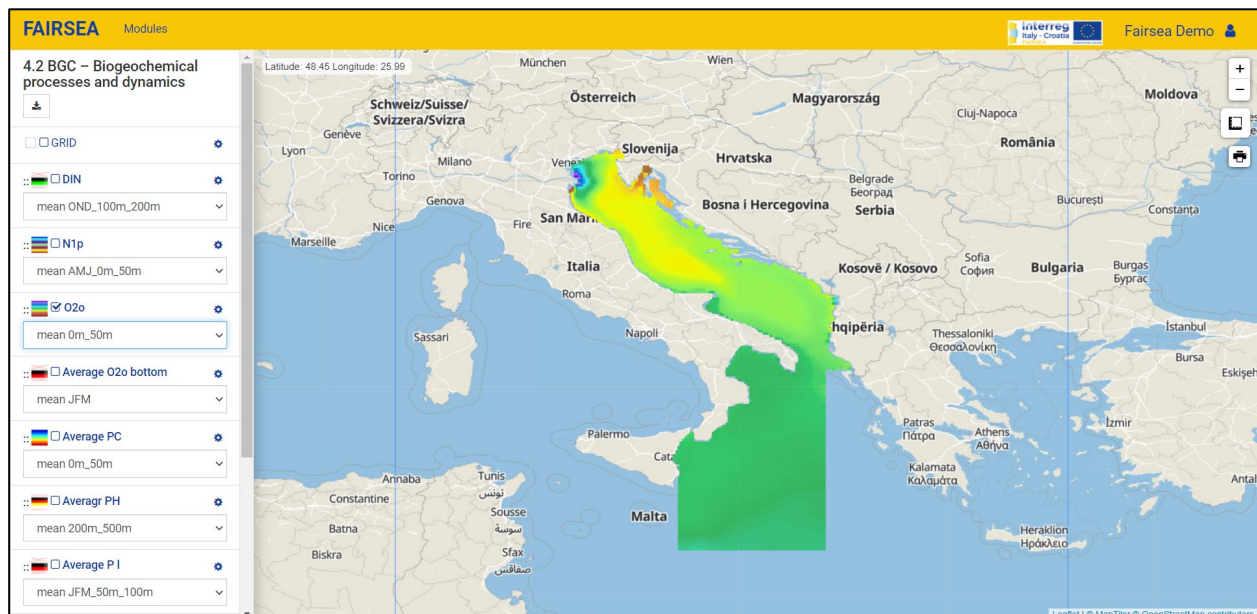 FAIRSEA Modules
Interreg
Italy - Croatia
FAIRSEA
Fairsea Demo
4.2 BGC – Biogeochemical
processes and dynamics
GRID
DIN
mean OND_100m_200m
N1p
mean AMJ_0m_50m
O2o
mean 0m_50m
Average O2o bottom
mean JFM
Average PC
mean 0m_50m
Averagr PH
mean 200m_500m
Average P l
mean JFM_50m_100m
Latitude: 48.45 Longitude: 25.99
+
−
München
Wien
Moldova
Schweiz/Suisse/
Svizzera/Svizra
Österreich
Magyarország
Cluj-Napoca
Genève
Lyon
Slovenija
România
Milano
Hrvatska
Torino
Belgrade
Београд
Genova
Bosna i Hercegovina
Serbia
București
Constanța
Nice
Fire
San Mari
Marseille
Italia
Kosovë / Kosovo
Sofia
София
Bulgaria
Burgas
Бургас
Roma
Napoli
hqipëria
Thessaloniki
Θεσσαλονίκη
İstanbul
Sassari
Bursa
Eskişeh
Palermo
Cata
Patras
Πάτρα
Athens
Αθήνα
İzmir
Kalamata
Καλαμάτα
Antal
Annaba
Tunis
تونس
Constantine
Sousse
سوسة
Batna
Malta
Biskra
Sfax
صفاقس
Heraklion
Ηράκλειο
Leaflet | © MapTiler © OpenStreetMap contributors